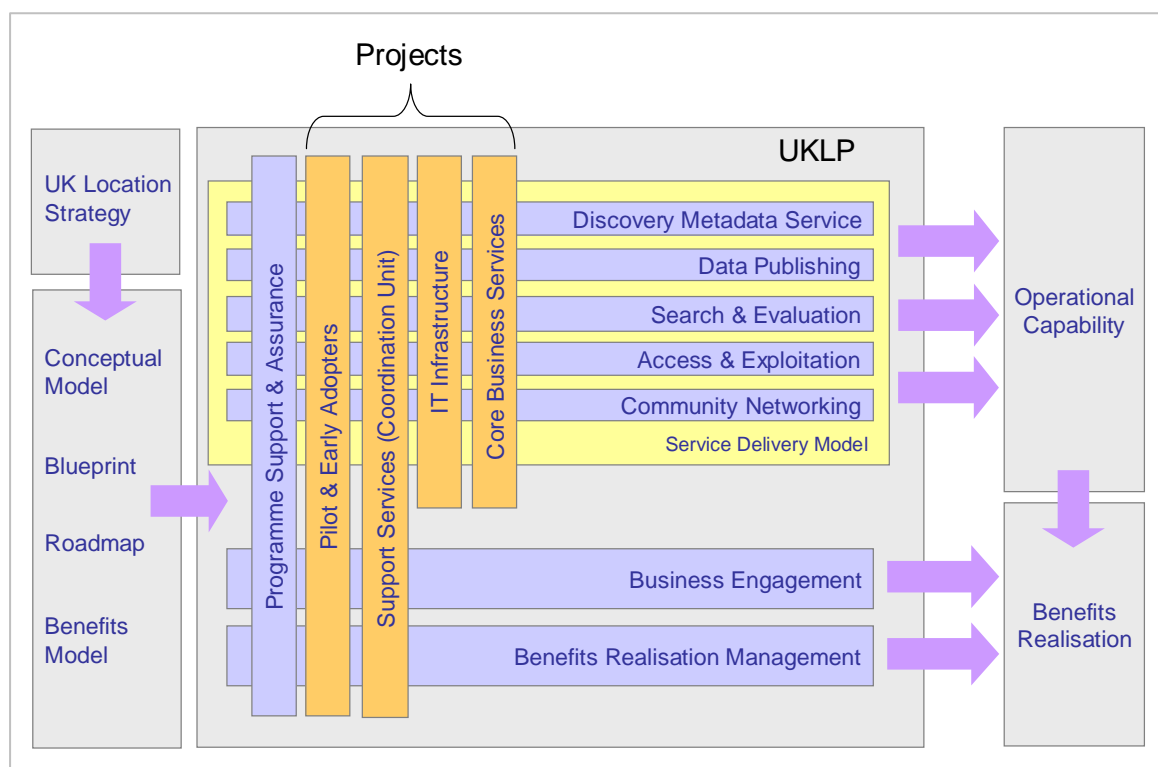 Projects
UK Location
Strategy
Conceptual
Model
Blueprint
Roadmap
Benefits
Model
UKLP
Programme Support & Assurance
Pilot & Early Adopters
Support Services (Coordination Unit)
IT Infrastructure
Core Business Services
Discovery Metadata Service
Data Publishing
Search & Evaluation
Access & Exploitation
Community Networking
Service Delivery Model
Business Engagement
Benefits Realisation Management
Operational
Capability
Benefits
Realisation